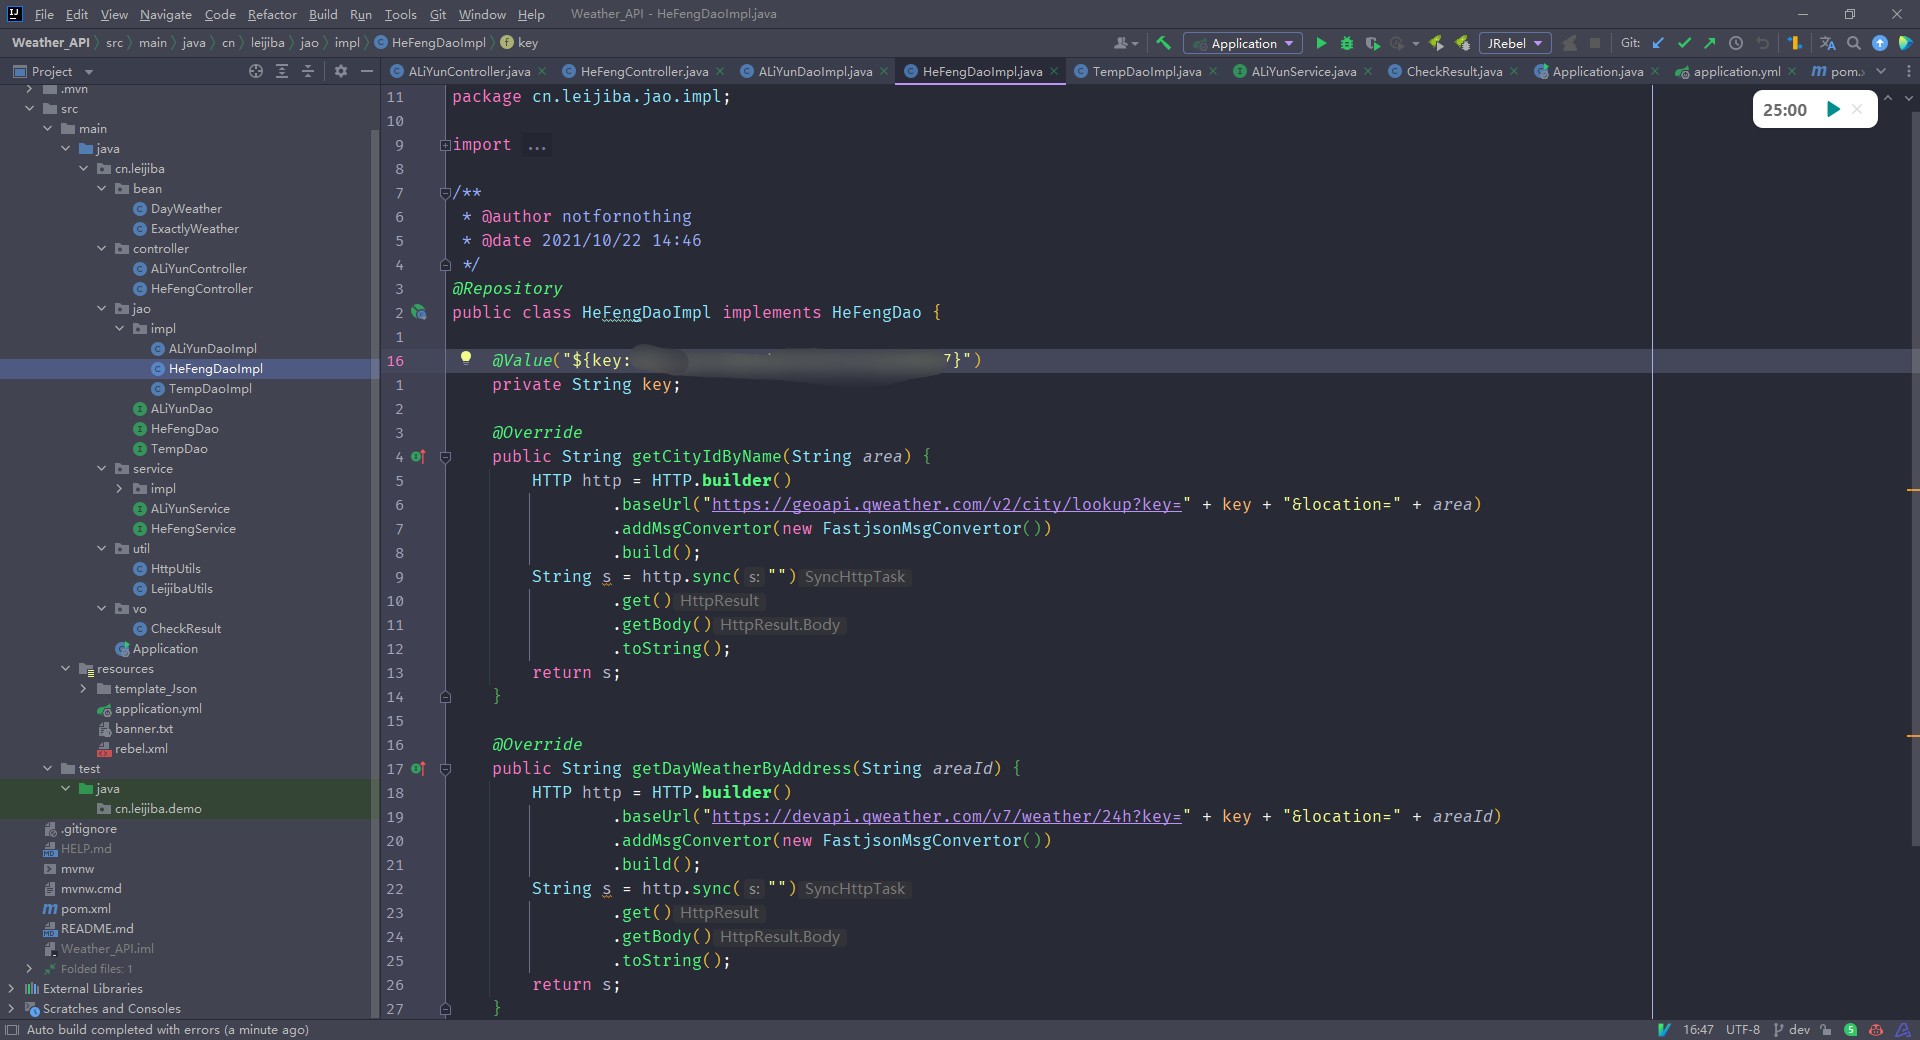 File Edit View Navigate Code Refactor Build Run Tools Git Window Help Weather_API - HeFengDaoImpl.java
Weather_API src main java cn leijiba jao impl HeFengDaoImpl key Application JRebel Git:
Project ALiYunController.java HeFengController.java ALiYunDaoImpl.java HeFengDaoImpl.java TempDaoImpl.java ALiYunService.java CheckResult.java Application.java application.yml pom.
.mvn
src
main
java
cn.leijiba
bean
DayWeather
ExactlyWeather
controller
ALiYunController
HeFengController
jao
impl
ALiYunDaoImpl
HeFengDaoImpl
TempDaoImpl
ALiYunDao
HeFengDao
TempDao
service
impl
ALiYunService
HeFengService
util
HttpUtils
LeijibaUtils
vo
CheckResult
Application
resources
template_Json
application.yml
banner.txt
rebel.xml
test
java
cn.leijiba.demo
.gitignore
HELP.md
mvnw
mvnw.cmd
pom.xml
README.md
Weather_API.iml
Folded files: 1
External Libraries
Scratches and Consoles
11 package cn.leijiba.jao.impl;
10
9 import ...
8
7 /**
6 * @author notfornothing
5 * @date 2021/10/22 14:46
4 */
3 @Repository
2 public class HeFengDaoImpl implements HeFengDao {
1
16 @Value("${key: 7}")
1 private String key;
2
3 @Override
4 public String getCityIdByName(String area) {
5 HTTP http = HTTP.builder()
6 .baseUrl("https://geoapi.qweather.com/v2/city/lookup?key=" + key + "&location=" + area)
7 .addMsgConvertor(new FastjsonMsgConvertor())
8 .build();
9 String s = http.sync( s: "") SyncHttpTask
10 .get() HttpResult
11 .getBody() HttpResult.Body
12 .toString();
13 return s;
14 }
15
16 @Override
17 public String getDayWeatherByAddress(String areaId) {
18 HTTP http = HTTP.builder()
19 .baseUrl("https://devapi.qweather.com/v7/weather/24h?key=" + key + "&location=" + areaId)
20 .addMsgConvertor(new FastjsonMsgConvertor())
21 .build();
22 String s = http.sync( s: "") SyncHttpTask
23 .get() HttpResult
24 .getBody() HttpResult.Body
25 .toString();
26 return s;
27 }
25:00
Auto build completed with errors (a minute ago) 16:47 UTF-8 dev